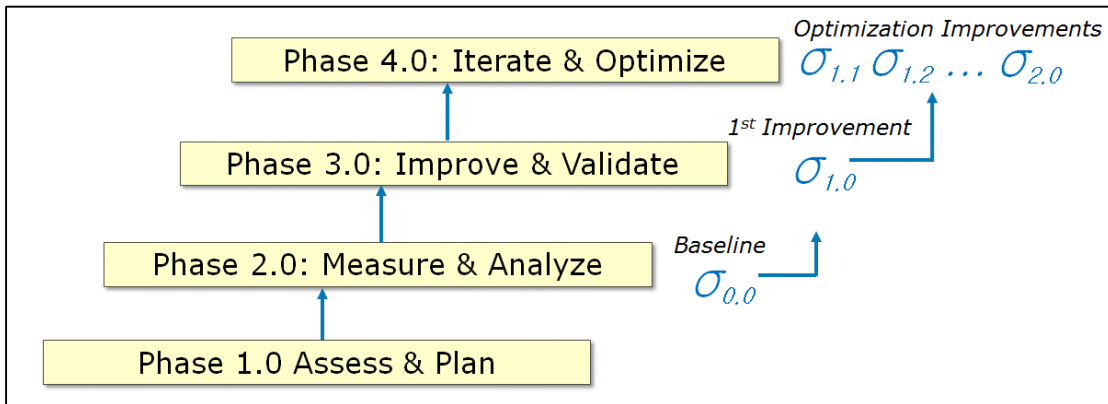 Optimization Improvements
Phase 4.0: Iterate & Optimize
σ1.1 σ1.2 ... σ2.0
1st Improvement
Phase 3.0: Improve & Validate
σ1.0
Baseline
Phase 2.0: Measure & Analyze
σ0.0
Phase 1.0 Assess & Plan